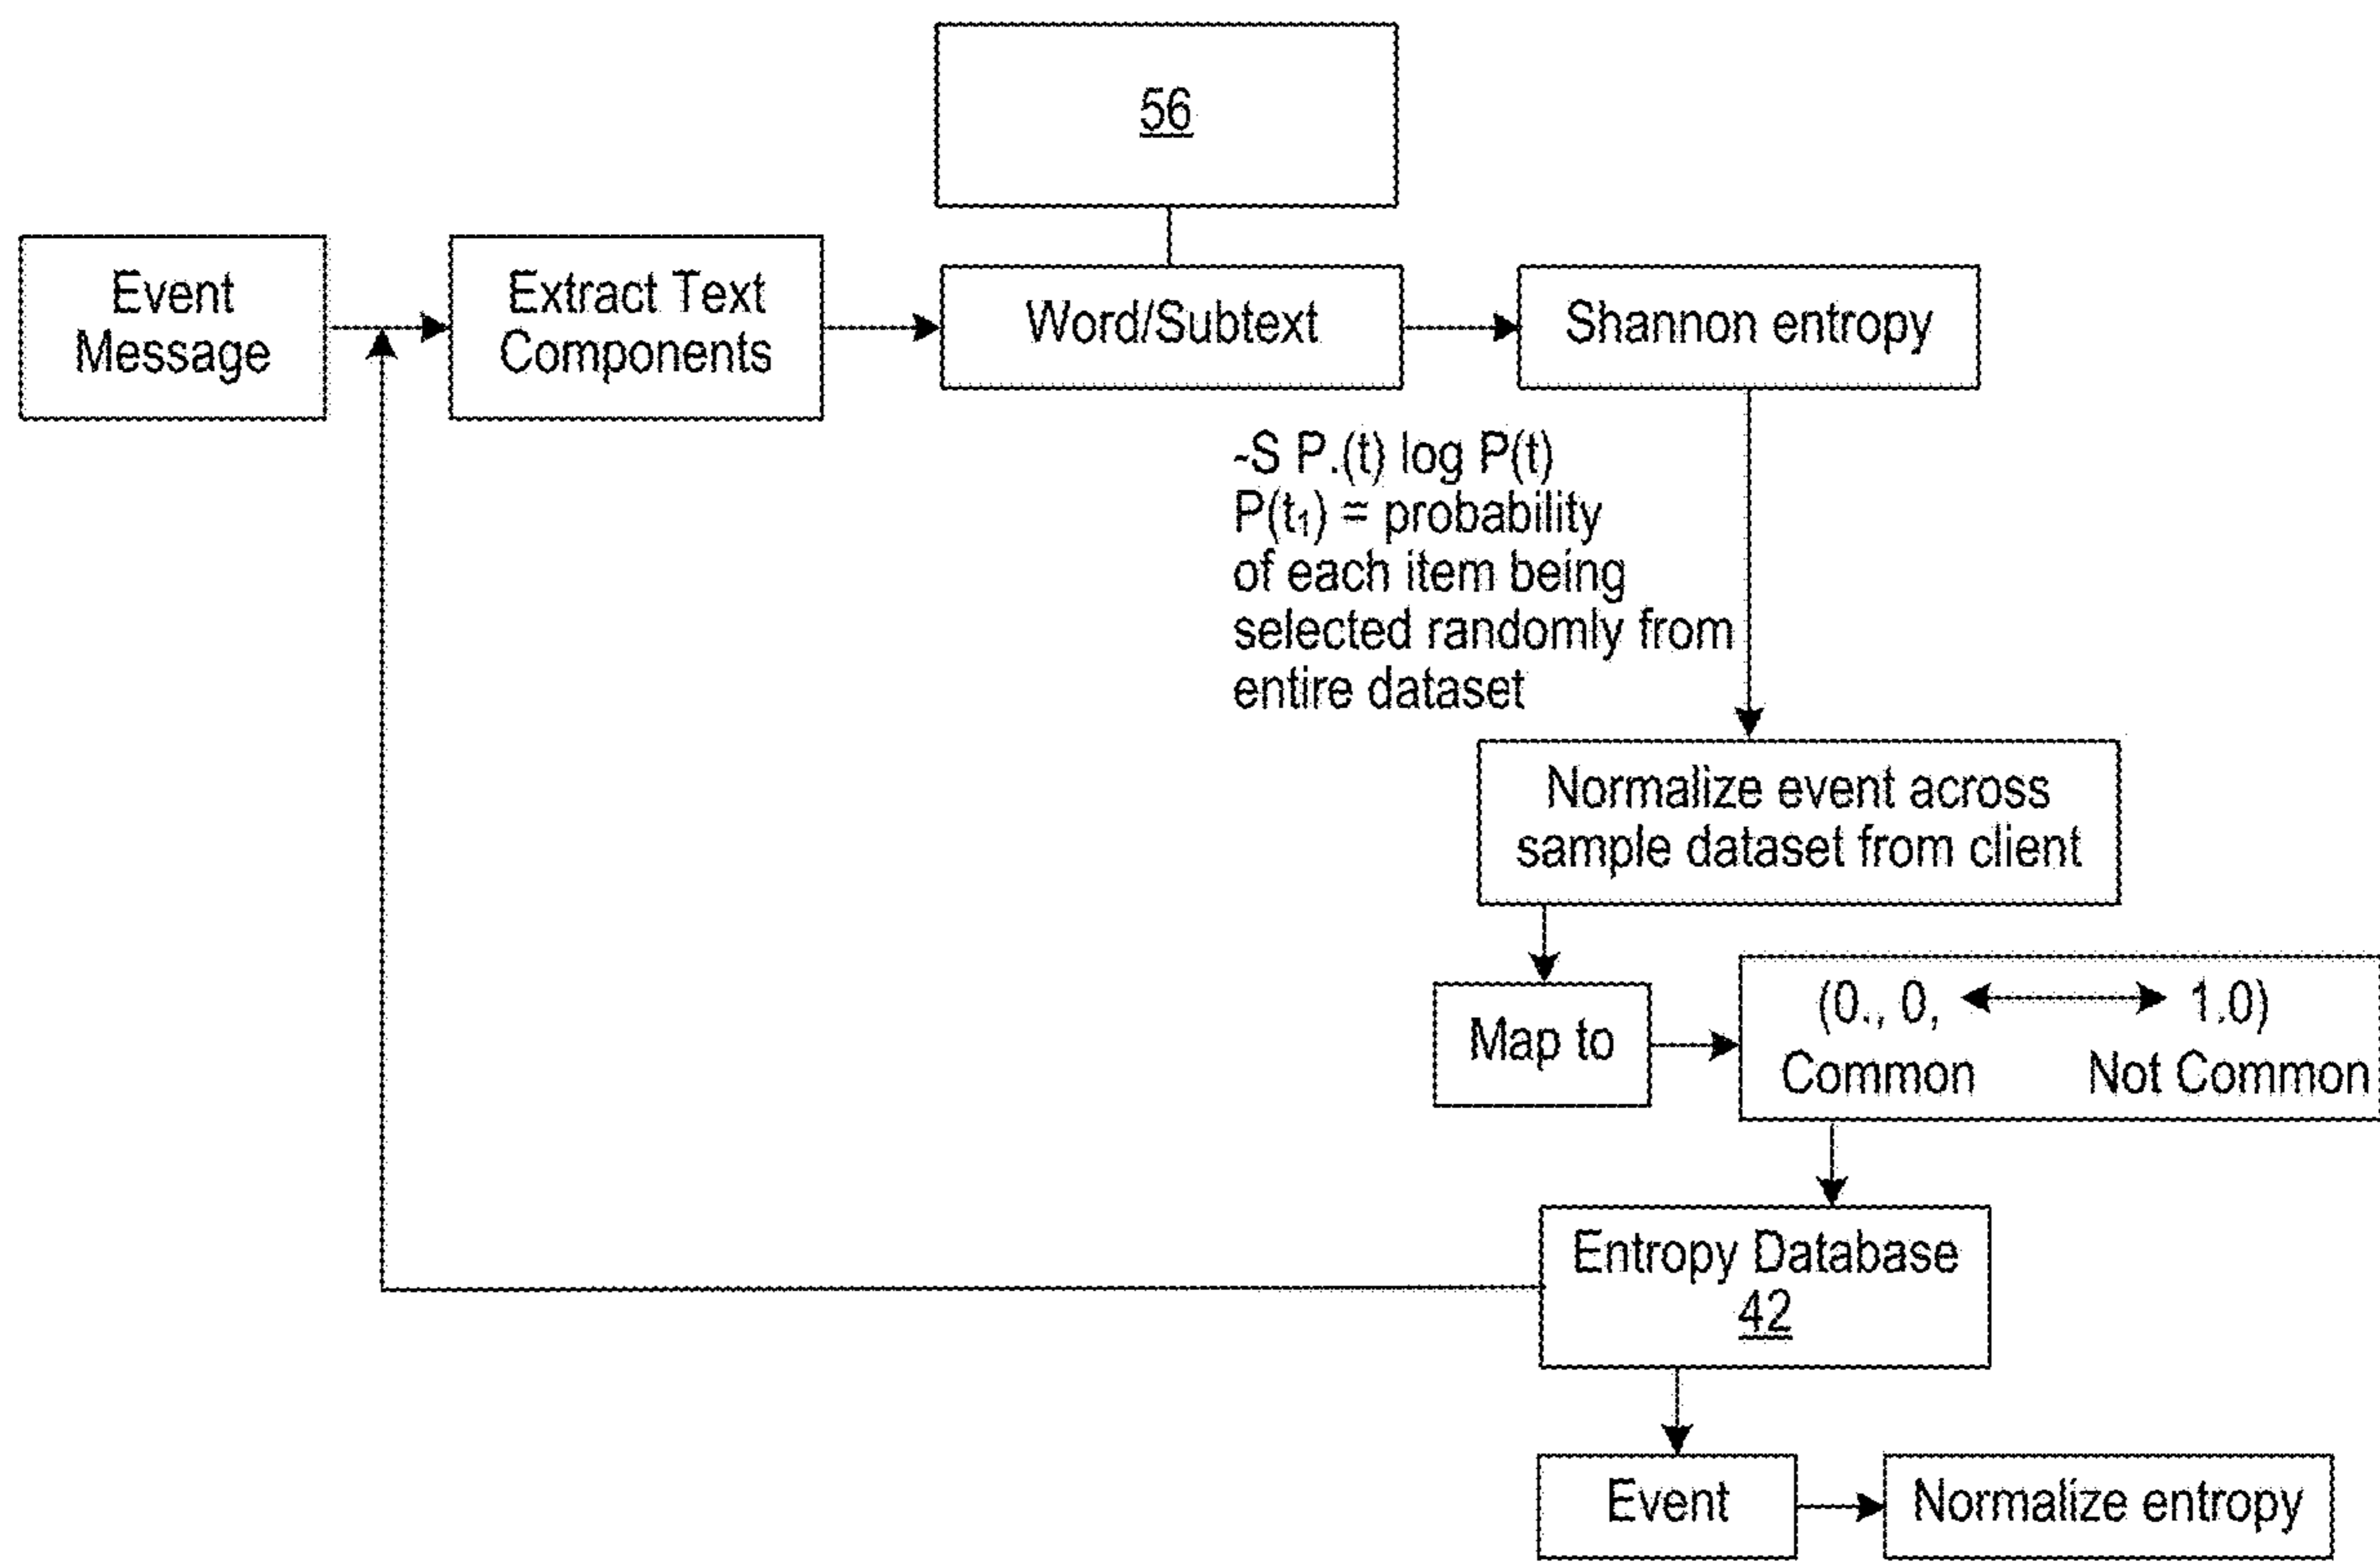 56
Event
Message
Extract Text
Components
Word/Subtext
Shannon entropy
-S P.(t) log P(t)
P(t₁) = probability
of each item being
selected randomly from
entire dataset
Normalize event across
sample dataset from client
Map to
(0., 0, 1.0)
Common Not Common
Entropy Database
42
Event
Normalize entropy